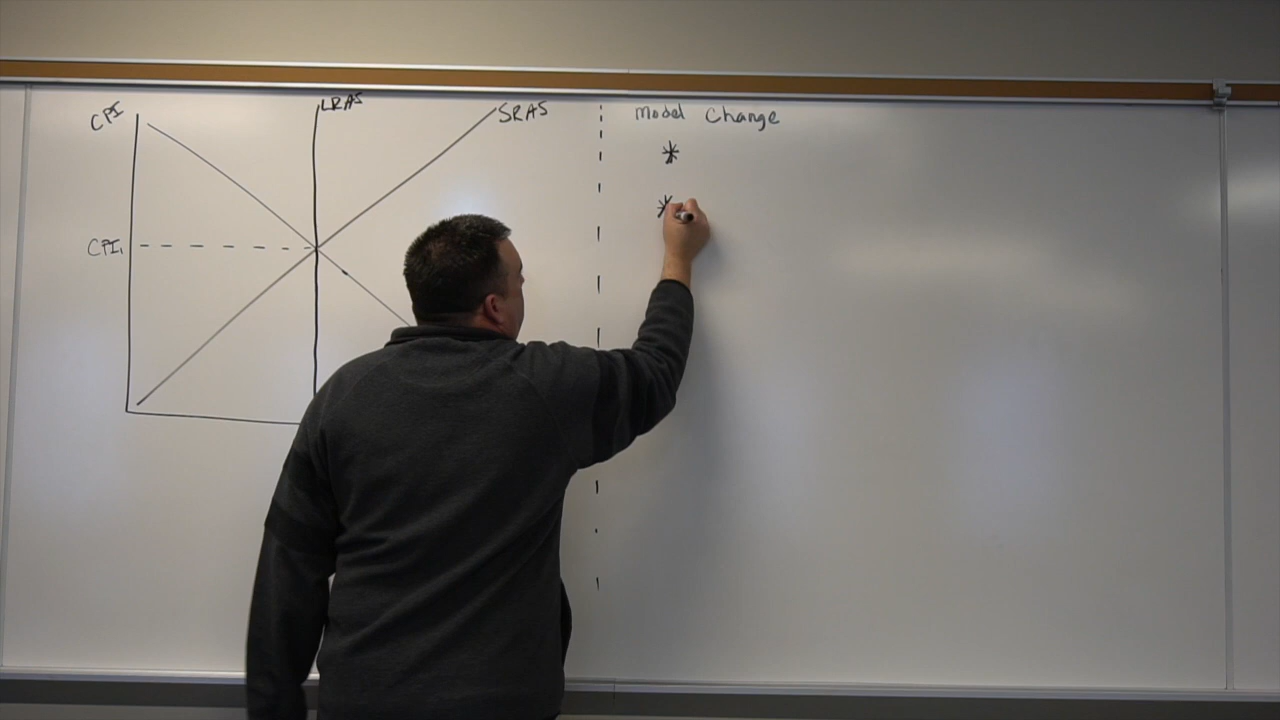 CPI
LRAS
SRAS
CPI₁
Model Change
*
*